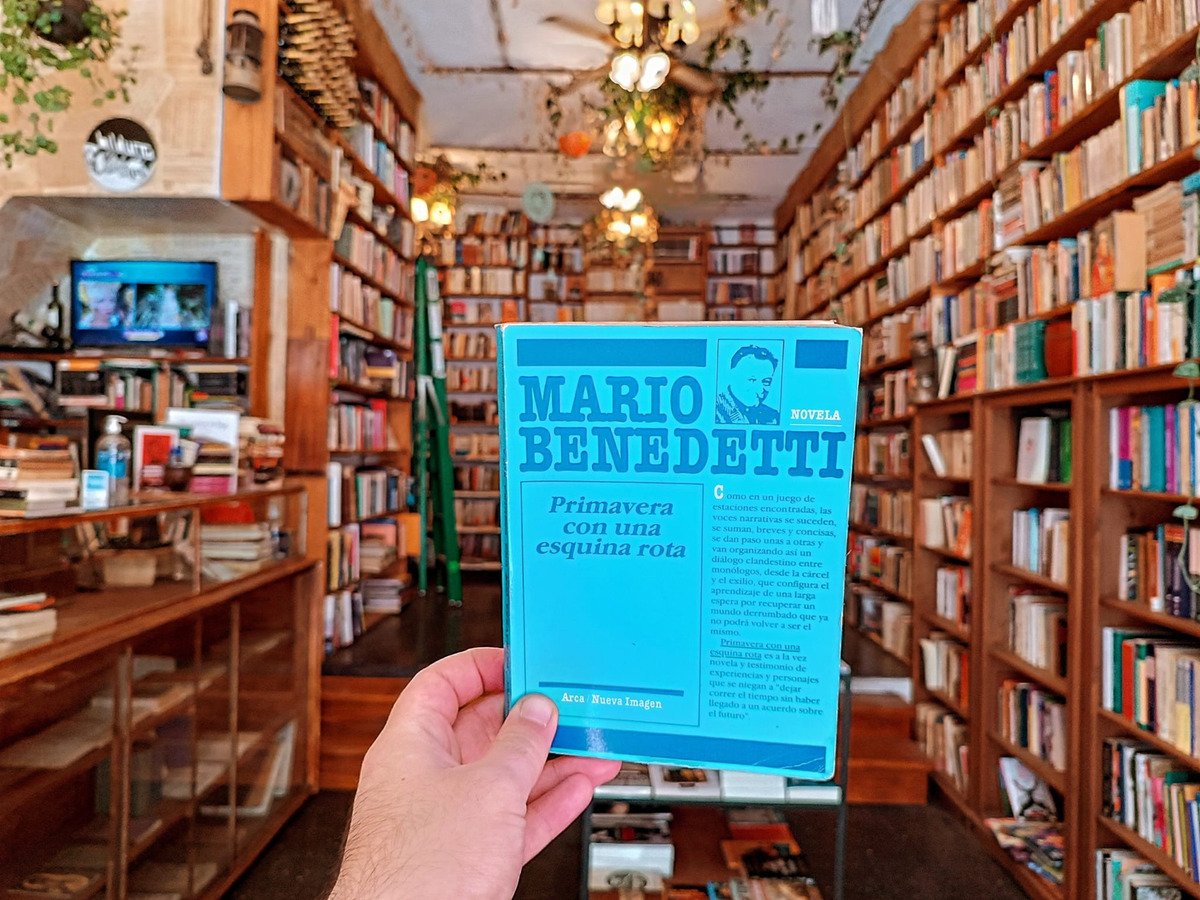 MARIO
BENEDETTI
NOVELA
Primavera
con una
esquina rota
Como en un juego de
estaciones encontradas, las
voces narrativas se suceden,
se suman, breves y concisas,
se dan paso unas a otras y
van organizando así un
diálogo clandestino entre
monólogos, desde la cárcel
y el exilio, que configura el
aprendizaje de una larga
espera por recuperar un
mundo derrumbado que ya
no podrá volver a ser el
mismo.
Primavera con una
esquina rota es a la vez
novela y testimonio de
experiencias y personajes
que se niegan a "dejar
correr el tiempo sin haber
llegado a un acuerdo sobre
el futuro"
Arca / Nueva Imagen